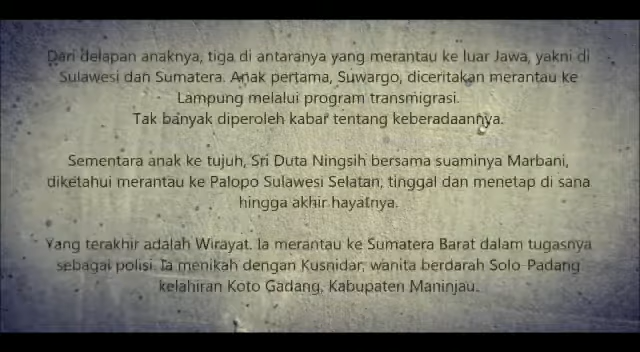 Dari delapan anaknya, tiga di antaranya yang merantau ke luar Jawa, yakni di
Sulawesi dan Sumatera. Anak pertama, Suwargo, diceritakan merantau ke
Lampung melalui program transmigrasi.
Tak banyak diperoleh kabar tentang keberadaannya.
Sementara anak ke tujuh, Sri Duta Ningsih bersama suaminya Marbani,
diketahui merantau ke Palopo Sulawesi Selatan, tinggal dan menetap di sana
hingga akhir hayatnya.
Yang terakhir adalah Wirayat. Ia merantau ke Sumatera Barat dalam tugasnya
sebagai polisi. Ia menikah dengan Kusnidar, wanita berdarah Solo-Padang
kelahiran Koto Gadang, Kabupaten Maninjau.